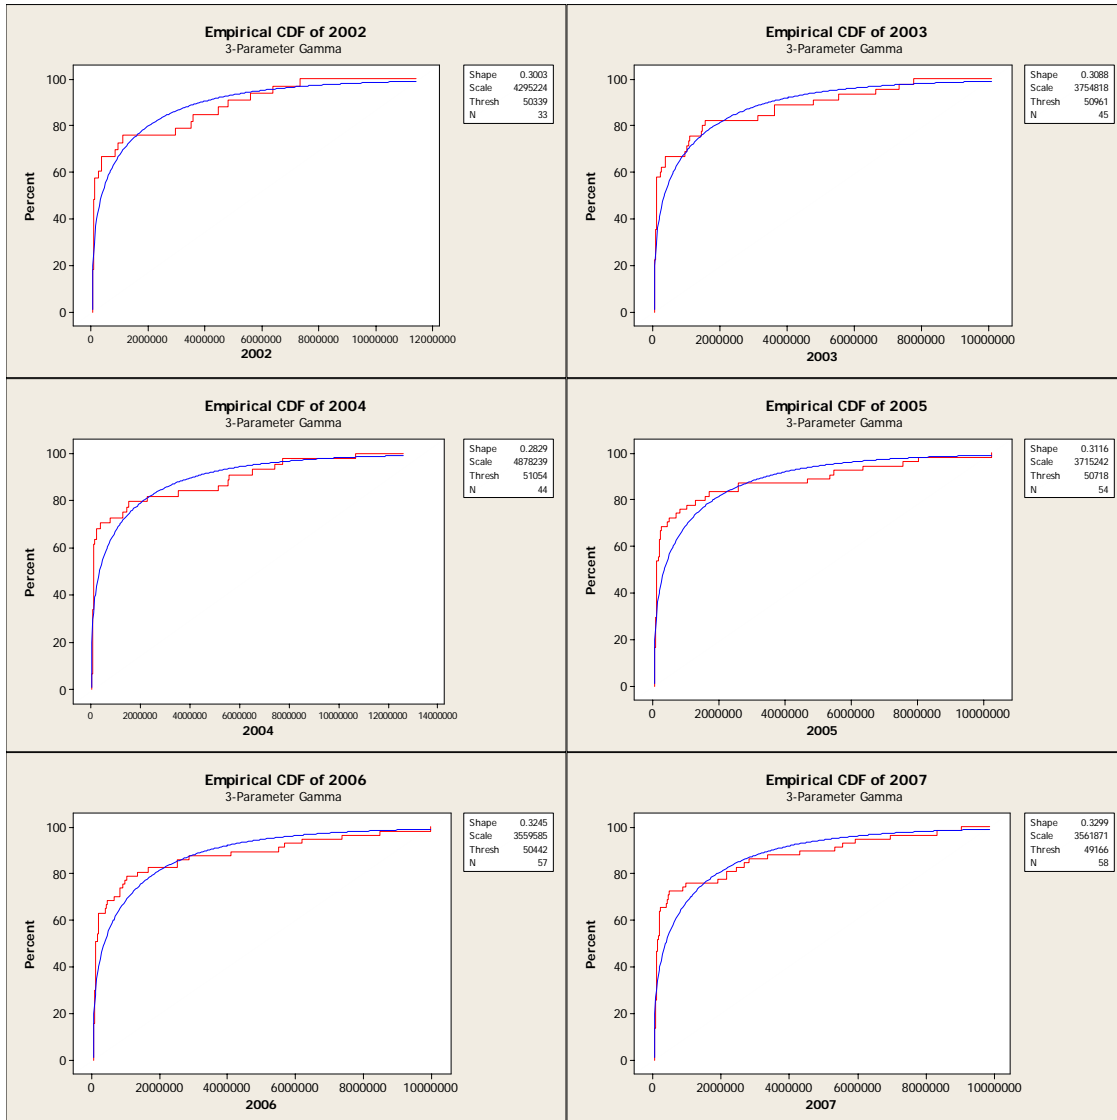 Empirical CDF of 2002
3-Parameter Gamma
Percent
100
80
60
40
20
0
0 2000000 4000000 6000000 8000000 10000000 12000000
2002
Shape 0.3003
Scale 4295224
Thresh 50339
N 33
Empirical CDF of 2003
3-Parameter Gamma
Percent
100
80
60
40
20
0
0 2000000 4000000 6000000 8000000 10000000
2003
Shape 0.3088
Scale 3754818
Thresh 50961
N 45
Empirical CDF of 2004
3-Parameter Gamma
Percent
100
80
60
40
20
0
0 2000000 4000000 6000000 8000000 10000000 12000000 14000000
2004
Shape 0.2829
Scale 4878239
Thresh 51054
N 44
Empirical CDF of 2005
3-Parameter Gamma
Percent
100
80
60
40
20
0
0 2000000 4000000 6000000 8000000 10000000
2005
Shape 0.3116
Scale 3715242
Thresh 50718
N 54
Empirical CDF of 2006
3-Parameter Gamma
Percent
100
80
60
40
20
0
0 2000000 4000000 6000000 8000000 10000000
2006
Shape 0.3245
Scale 3559585
Thresh 50442
N 57
Empirical CDF of 2007
3-Parameter Gamma
Percent
100
80
60
40
20
0
0 2000000 4000000 6000000 8000000 10000000
2007
Shape 0.3299
Scale 3561871
Thresh 49166
N 58